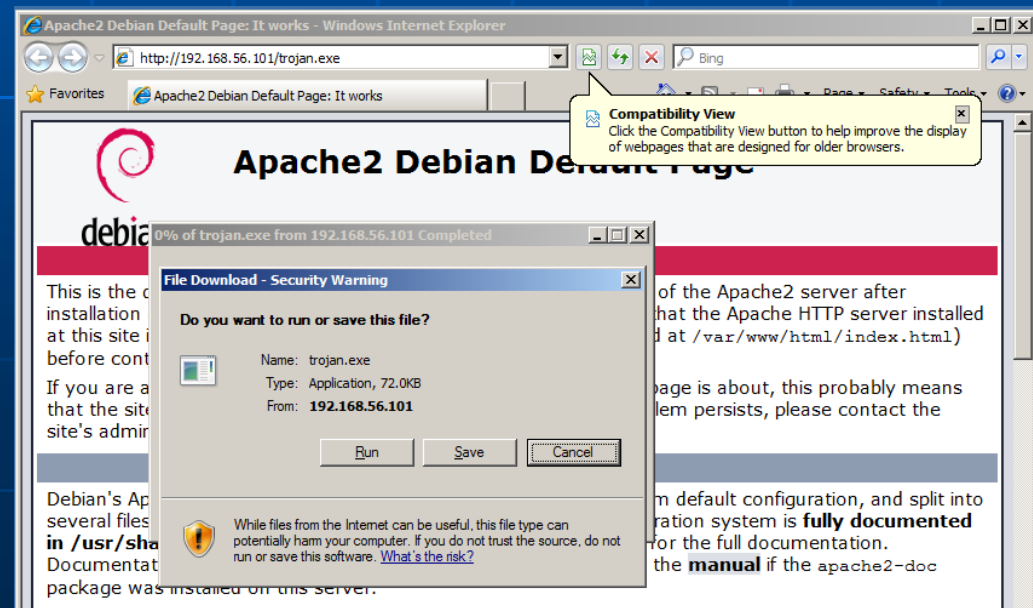 Apache2 Debian Default Page: It works - Windows Internet Explorer
http://192.168.56.101/trojan.exe
Bing
Favorites
Apache2 Debian Default Page: It works
Page
Safety
Tools
Compatibility View
Click the Compatibility View button to help improve the display
of webpages that are designed for older browsers.
Apache2 Debian Default Page
debia
0% of trojan.exe from 192.168.56.101 Completed
File Download - Security Warning
Do you want to run or save this file?
Name: trojan.exe
Type: Application, 72.0KB
From: 192.168.56.101
Run Save Cancel
While files from the Internet can be useful, this file type can
potentially harm your computer. If you do not trust the source, do not
run or save this software. What's the risk?
This is the of the Apache2 server after
installation that the Apache HTTP server installed
at this site at /var/www/html/index.html)
before
If you are a page is about, this probably means
that the site persists, please contact the
site's
Debian's default configuration, and split into
several files system is fully documented
in for the full documentation.
the manual if the apache2-doc
package was installed on this server.